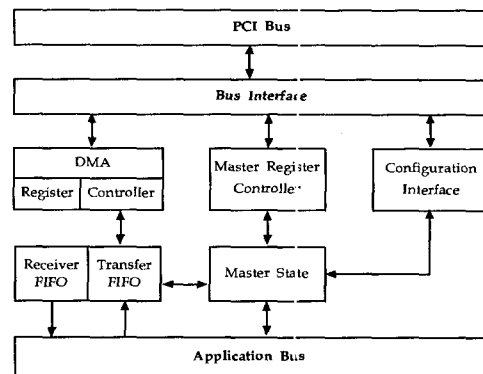 PCI Bus
Bus Interface
DMA
Register
Controller
Master Register
Controller
Configuration
Interface
Receiver
FIFO
Transfer
FIFO
Master State
Application Bus